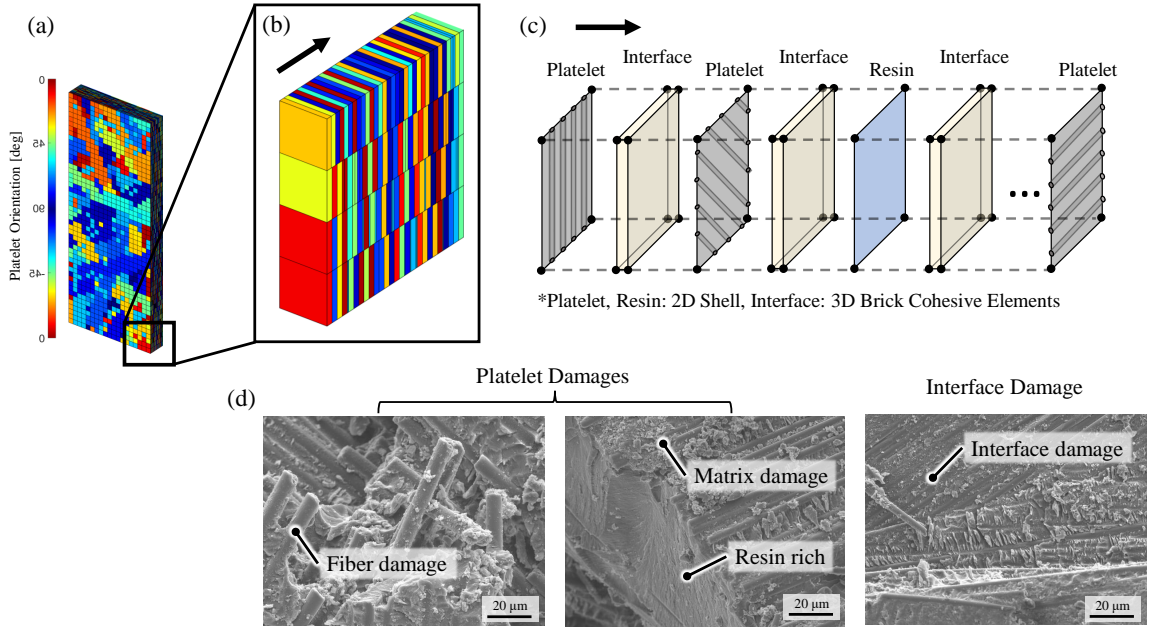 (a)
(b)
(c)
Platelet Orientation [deg]
0
45
90
45
0
Platelet
Interface
Platelet
Interface
Resin
Interface
Platelet
*Platelet, Resin: 2D Shell, Interface: 3D Brick Cohesive Elements
(d)
Platelet Damages
Interface Damage
Fiber damage
20 μm
Matrix damage
Resin rich
20 μm
Interface damage
20 μm